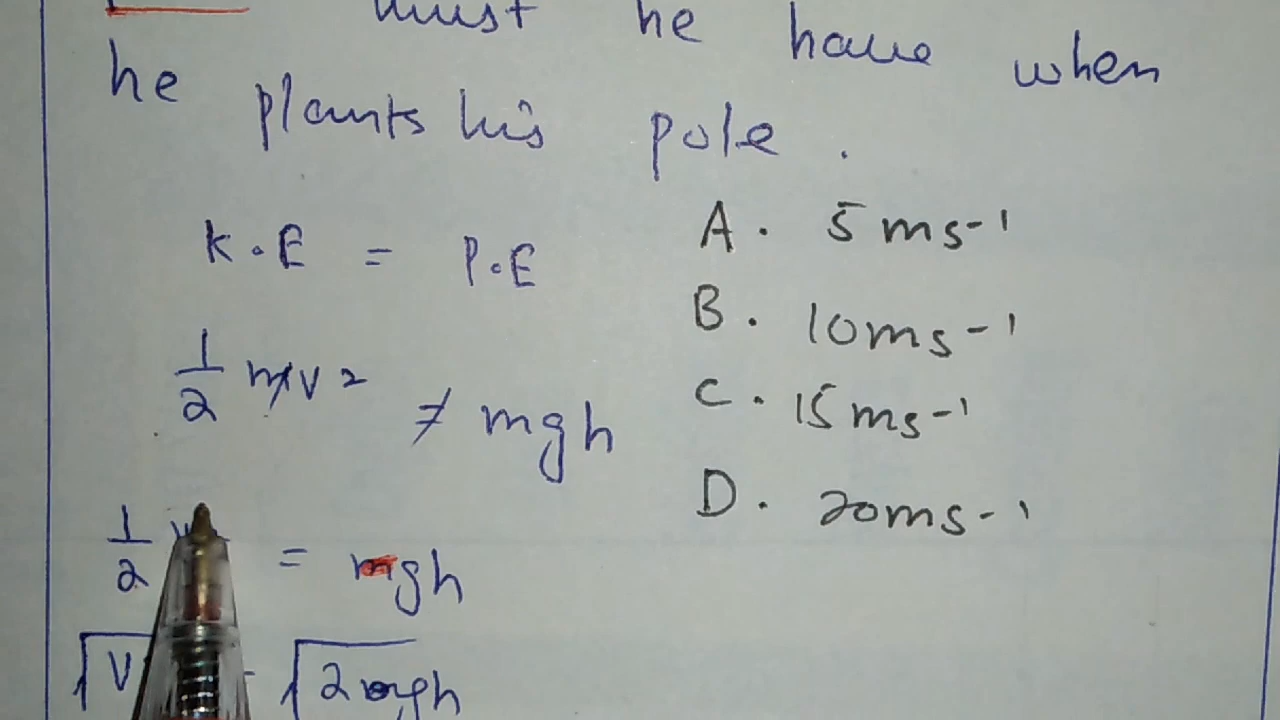 must he have when
he plants his pole .
K.E = P.E
A. 5ms-1
B. 10ms-1
1/2 mv2 ≠ mgh
C. 15ms-1
D. 20ms-1
1/2 = mgh
√V √2mgh